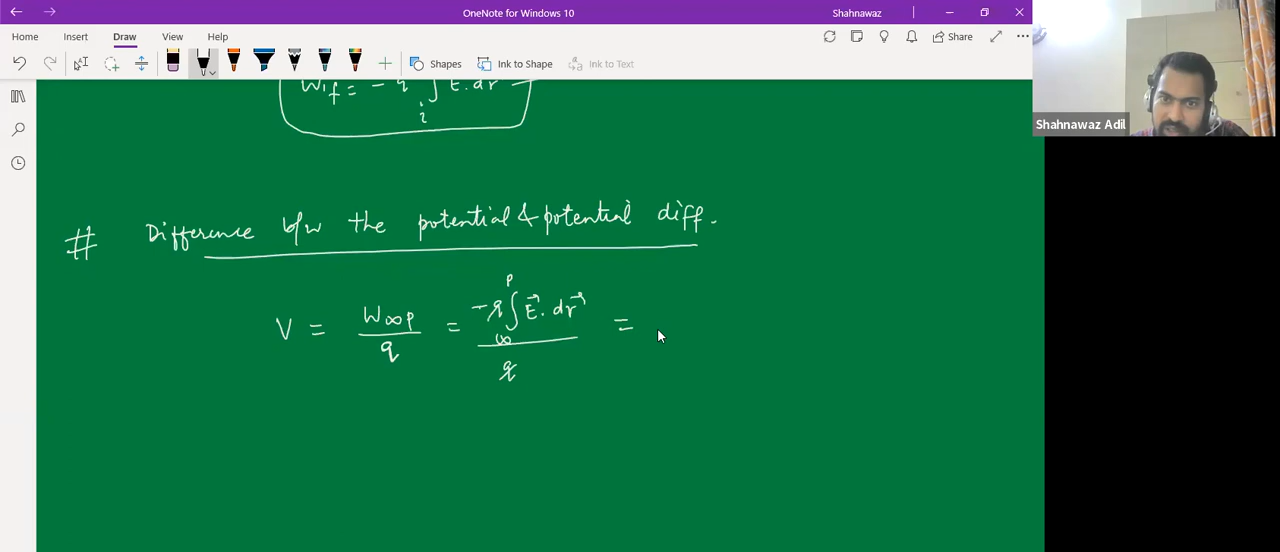 OneNote for Windows 10
Shahnawaz
Home Insert Draw View Help
Share
Shapes Ink to Shape Ink to Text
Shahnawaz Adil
Wif = - q ∫ E. dr
i
# Difference b/w the potential & potential diff.
V = W∞P / q = -q ∫∞^P E⃗. dr⃗ / q =